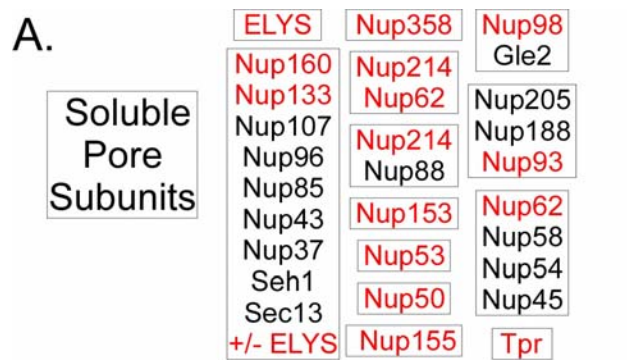 A.
Soluble
Pore
Subunits
ELYS
Nup160
Nup133
Nup107
Nup96
Nup85
Nup43
Nup37
Seh1
Sec13
+/- ELYS
Nup358
Nup214
Nup62
Nup214
Nup88
Nup153
Nup53
Nup50
Nup155
Nup98
Gle2
Nup205
Nup188
Nup93
Nup62
Nup58
Nup54
Nup45
Tpr